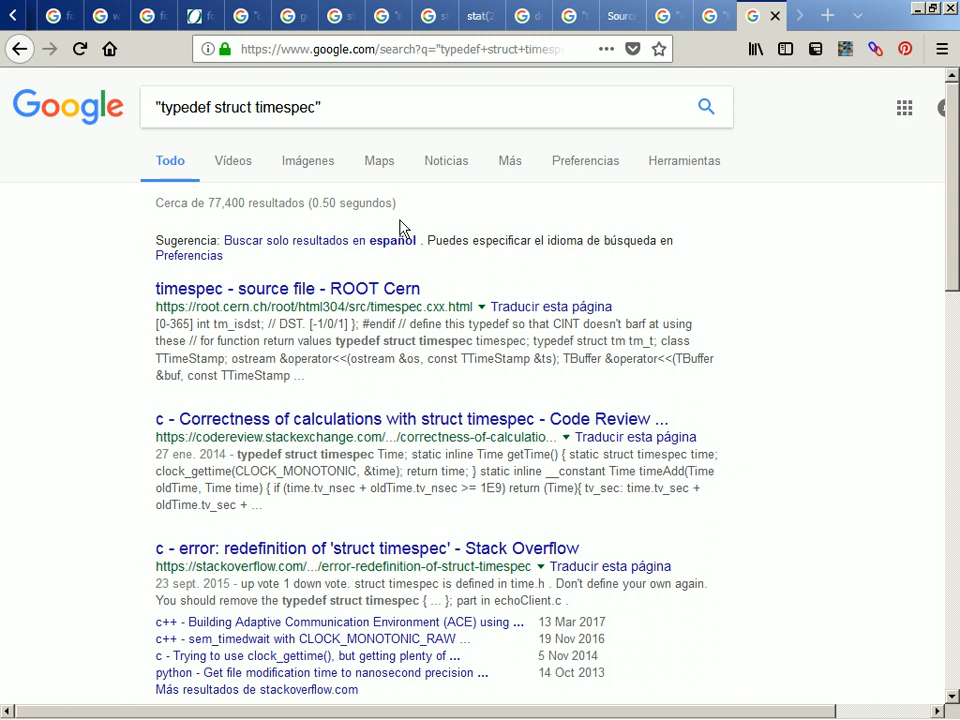 fo
w
fo
fo
"c
g
st
"r
st
stat(2
de
"t
Sourc
"a
"t
https://www.google.com/search?q="typedef+struct+timesp
Google
"typedef struct timespec"
Todo Vídeos Imágenes Maps Noticias Más Preferencias Herramientas
Cerca de 77,400 resultados (0.50 segundos)
Sugerencia: Buscar solo resultados en español . Puedes especificar el idioma de búsqueda en
Preferencias
timespec - source file - ROOT Cern
https://root.cern.ch/root/html304/src/timespec.cxx.html ▼ Traducir esta página
[0-365] int tm_isdst; // DST. [-1/0/1] }; #endif // define this typedef so that CINT doesn't barf at using
these // for function return values typedef struct timespec timespec; typedef struct tm tm_t; class
TTimeStamp; ostream &operator<<(ostream &os, const TTimeStamp &ts); TBuffer &operator<<(TBuffer
&buf, const TTimeStamp ...
c - Correctness of calculations with struct timespec - Code Review ...
https://codereview.stackexchange.com/.../correctness-of-calculatio... ▼ Traducir esta página
27 ene. 2014 - typedef struct timespec Time; static inline Time getTime() { static struct timespec time;
clock_gettime(CLOCK_MONOTONIC, &time); return time; } static inline __constant Time timeAdd(Time
oldTime, Time time) { if (time.tv_nsec + oldTime.tv_nsec >= 1E9) return (Time){ tv_sec: time.tv_sec +
oldTime.tv_sec + ...
c - error: redefinition of 'struct timespec' - Stack Overflow
https://stackoverflow.com/.../error-redefinition-of-struct-timespec ▼ Traducir esta página
23 sept. 2015 - up vote 1 down vote. struct timespec is defined in time.h . Don't define your own again.
You should remove the typedef struct timespec { ... }; part in echoClient.c .
c++ - Building Adaptive Communication Environment (ACE) using ... 13 Mar 2017
c++ - sem_timedwait with CLOCK_MONOTONIC_RAW ... 19 Nov 2016
c - Trying to use clock_gettime(), but getting plenty of ... 5 Nov 2014
python - Get file modification time to nanosecond precision ... 14 Oct 2013
Más resultados de stackoverflow.com